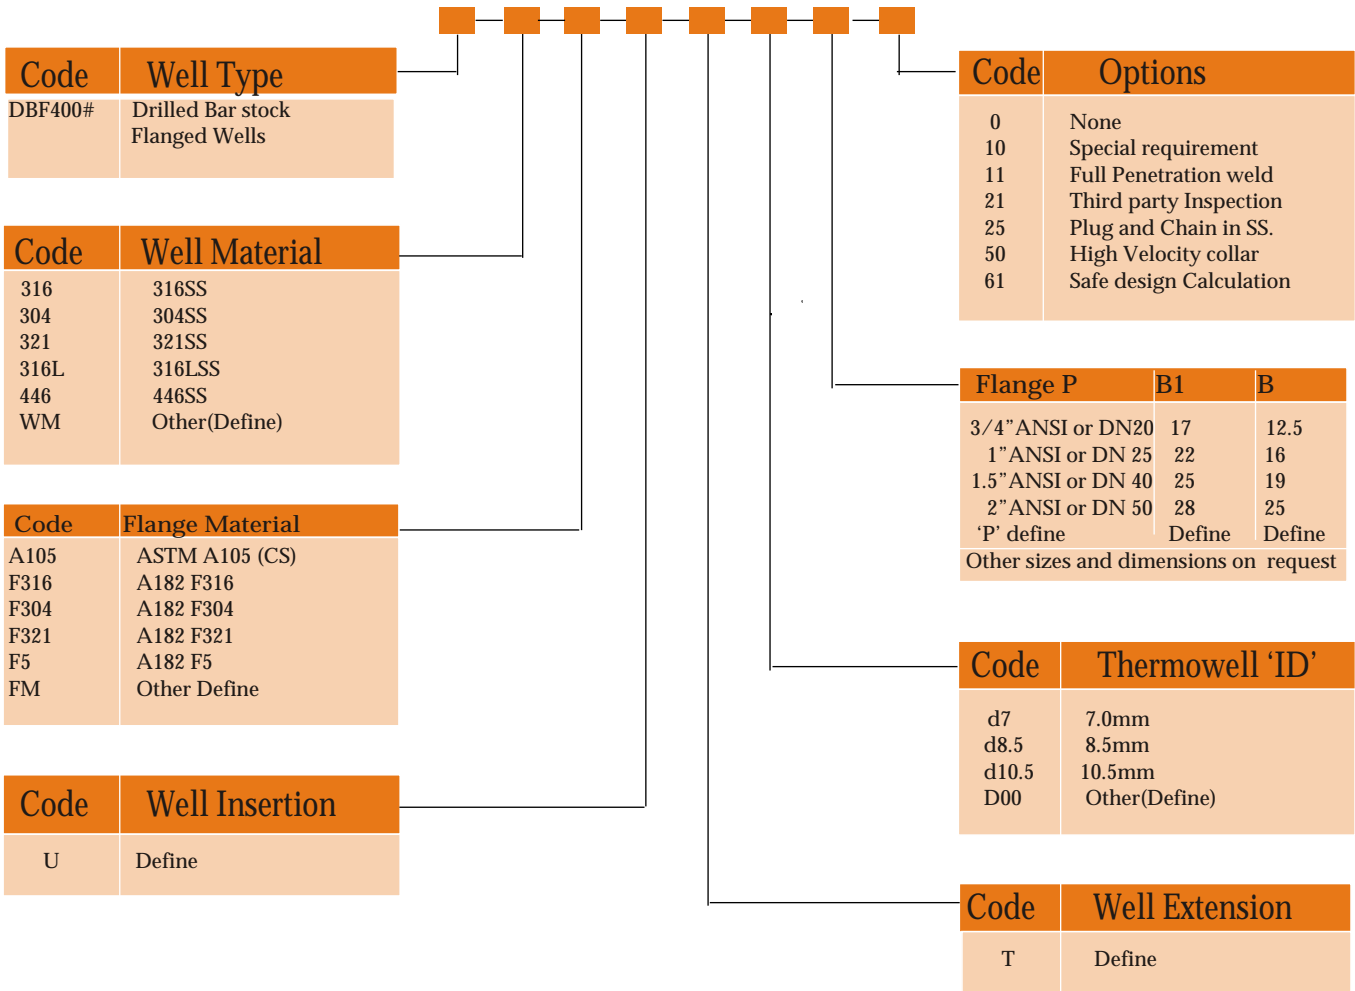 Code Well Type
DBF400# Drilled Bar stock
Flanged Wells
Code Well Material
316 316SS
304 304SS
321 321SS
316L 316LSS
446 446SS
WM Other(Define)
Code Flange Material
A105 ASTM A105 (CS)
F316 A182 F316
F304 A182 F304
F321 A182 F321
F5 A182 F5
FM Other Define
Code Well Insertion
U Define
Code Options
0 None
10 Special requirement
11 Full Penetration weld
21 Third party Inspection
25 Plug and Chain in SS.
50 High Velocity collar
61 Safe design Calculation
Flange P B1 B
3/4”ANSI or DN20 17 12.5
1”ANSI or DN 25 22 16
1.5”ANSI or DN 40 25 19
2”ANSI or DN 50 28 25
‘P’ define Define Define
Other sizes and dimensions on request
Code Thermowell ‘ID’
d7 7.0mm
d8.5 8.5mm
d10.5 10.5mm
D00 Other(Define)
Code Well Extension
T Define